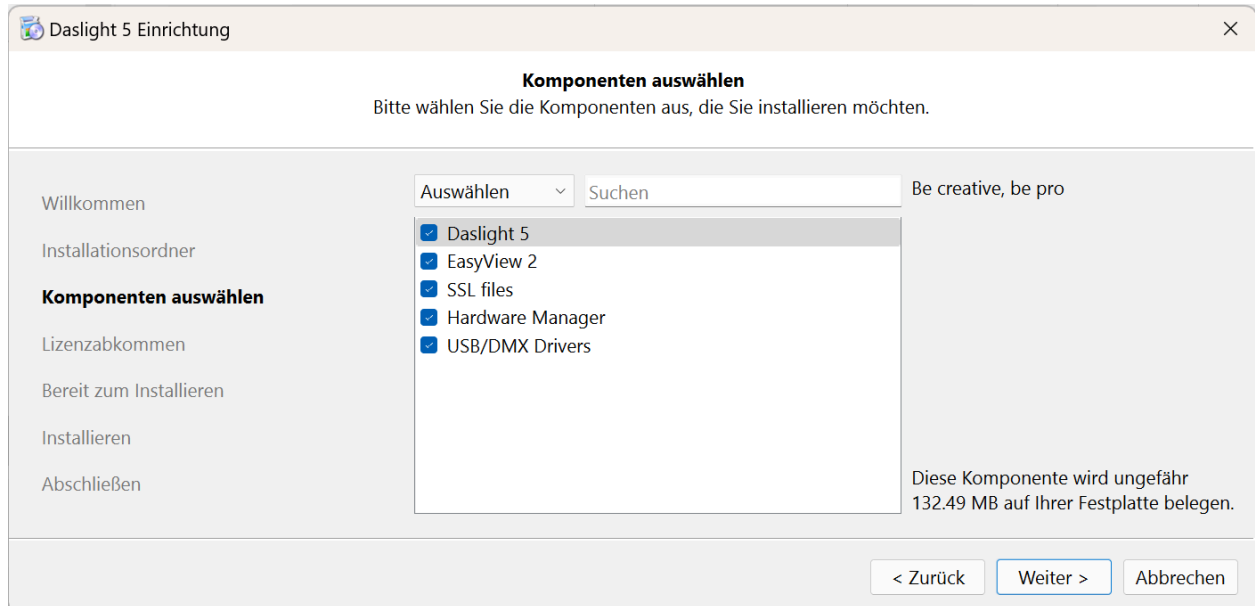 Daslight 5 Einrichtung
Komponenten auswählen
Bitte wählen Sie die Komponenten aus, die Sie installieren möchten.
Willkommen
Installationsordner
Komponenten auswählen
Lizenzabkommen
Bereit zum Installieren
Installieren
Abschließen
Auswählen
Suchen
Daslight 5
EasyView 2
SSL files
Hardware Manager
USB/DMX Drivers
Be creative, be pro
Diese Komponente wird ungefähr
132.49 MB auf Ihrer Festplatte belegen.
< Zurück
Weiter >
Abbrechen